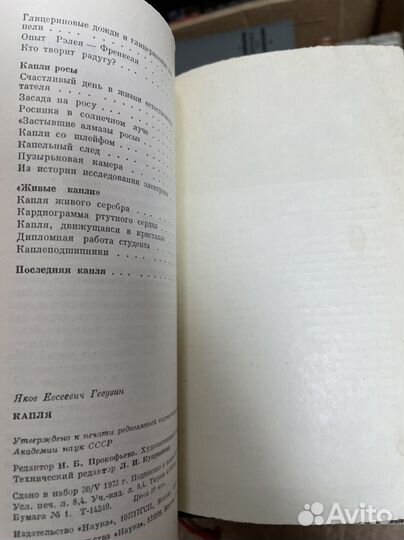 Глицериновые дожди и глицериновые
пели
Опыт Рэлея — Френкеля
Кто творит радугу?
Капли росы
Счастливый день в жизни
тателя
Засада на росу
Росинка в солнечном луче
«Застывшие алмазы росы»
Капли со шлейфом
Капельный след
Пузырьковая камера
Из истории исследования
«Живые капли»
Капля живого серебра
Кардиограмма ртутного сердца
Капля, движущаяся в кристалле
Дипломная работа студента
Каплеподшипники
Последняя капля
Яков Евсеевич Гегузин
КАПЛЯ
Утверждено к печати редколлегией
Академии наук СССР
Редактор Н. Б. Прокофьева.
Технический редактор Л. И.
Сдано в набор 30/V 1973 г. Подписано к
Усл. печ. л. 8,4. Уч.-изд. л. 8,4.
Бумага № 1. Т-14249. Цена
Издательство «Наука»,
«Наука»,
Avito